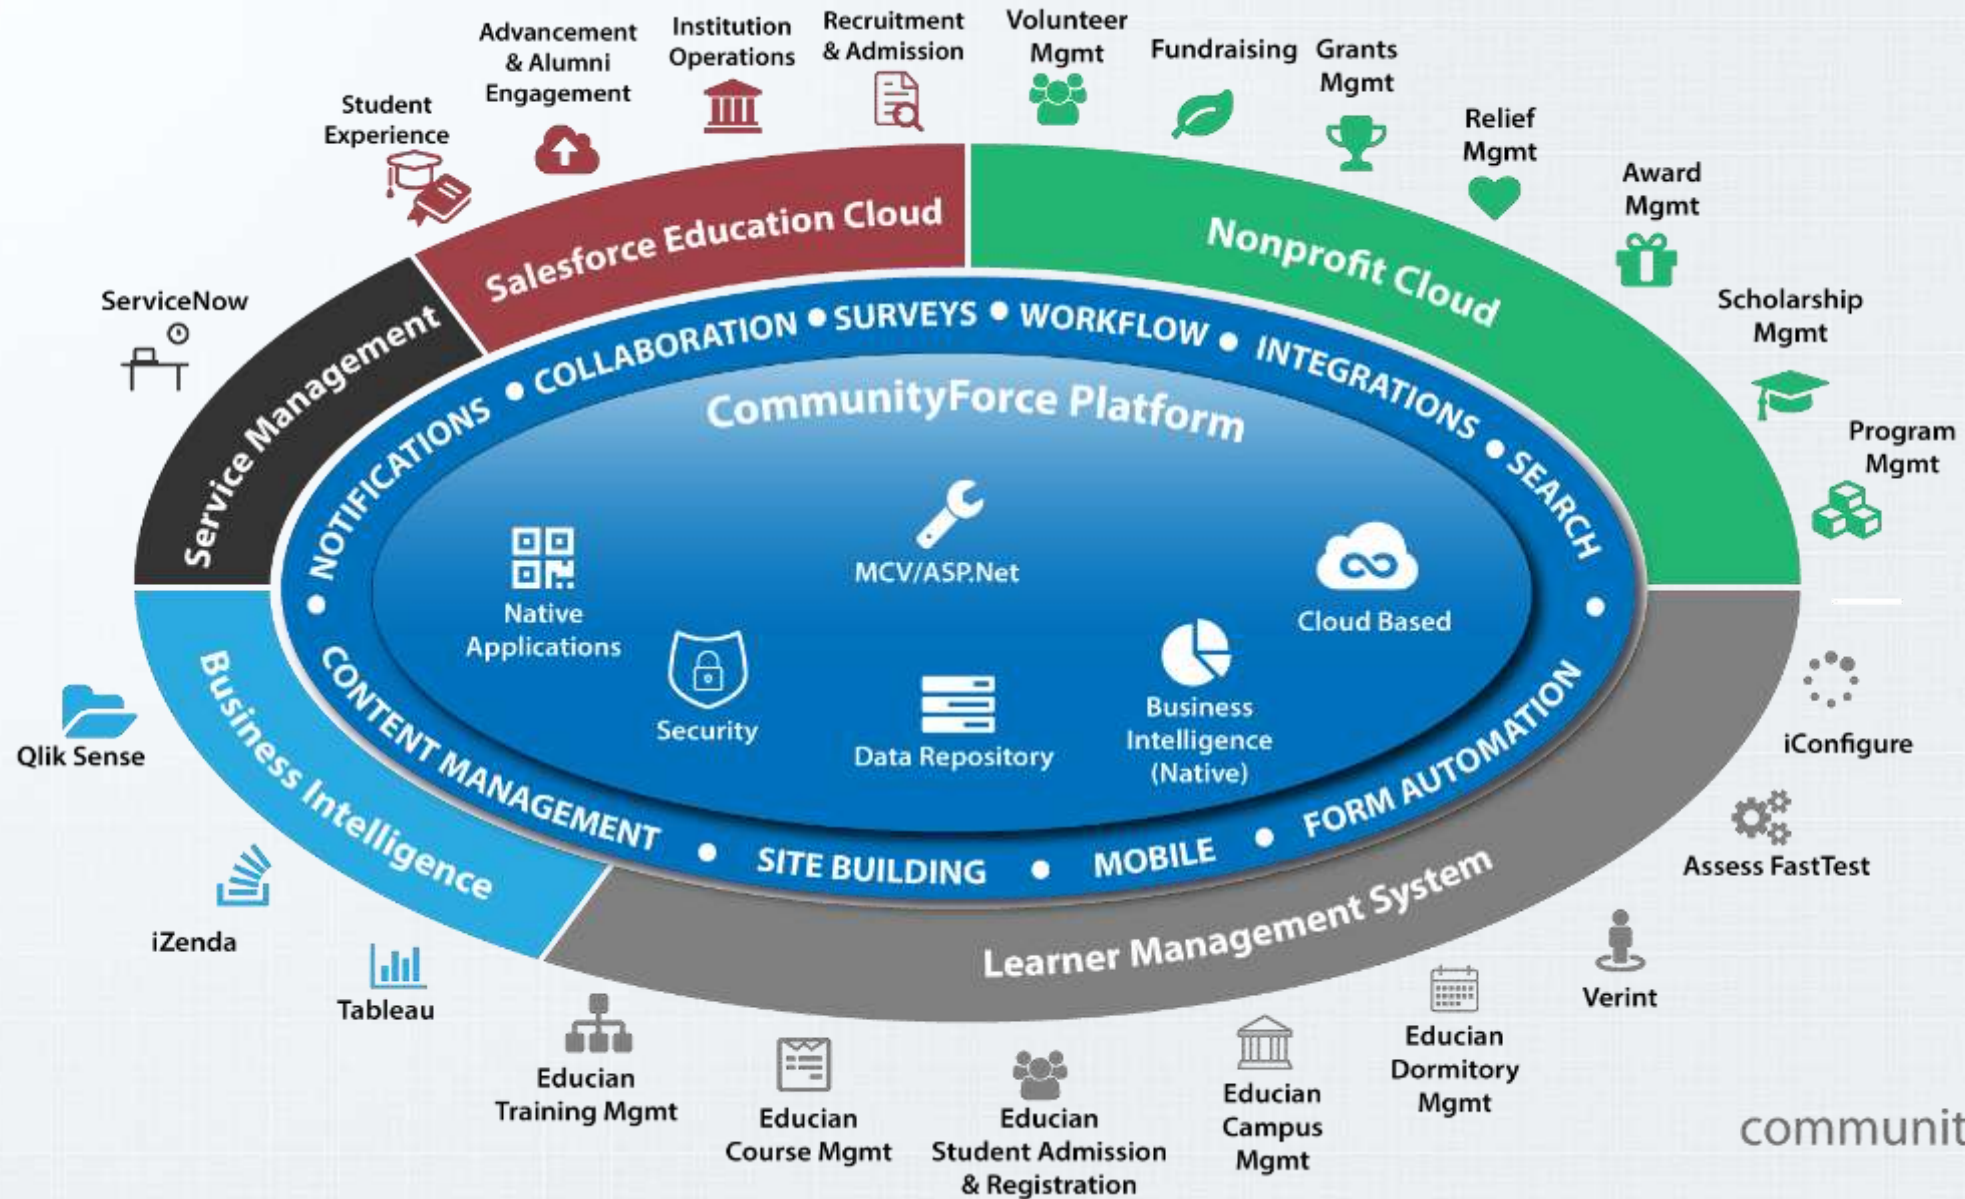 Advancement
& Alumni
Engagement
Institution
Operations
Recruitment
& Admission
Volunteer
Mgmt
Fundraising
Grants
Mgmt
Student
Experience
Relief
Mgmt
Award
Mgmt
Scholarship
Mgmt
Program
Mgmt
ServiceNow
Service Management
Salesforce Education Cloud
Nonprofit Cloud
NOTIFICATIONS • COLLABORATION • SURVEYS • WORKFLOW • INTEGRATIONS • SEARCH
CommunityForce Platform
MCV/ASP.Net
Native
Applications
Cloud Based
Security
Data Repository
Business
Intelligence
(Native)
CONTENT MANAGEMENT • SITE BUILDING • MOBILE • FORM AUTOMATION
Business Intelligence
Learner Management System
Qlik Sense
iZenda
Tableau
iConfigure
Assess FastTest
Verint
Educian
Training Mgmt
Educian
Course Mgmt
Educian
Student Admission
& Registration
Educian
Campus
Mgmt
Educian
Dormitory
Mgmt
communit